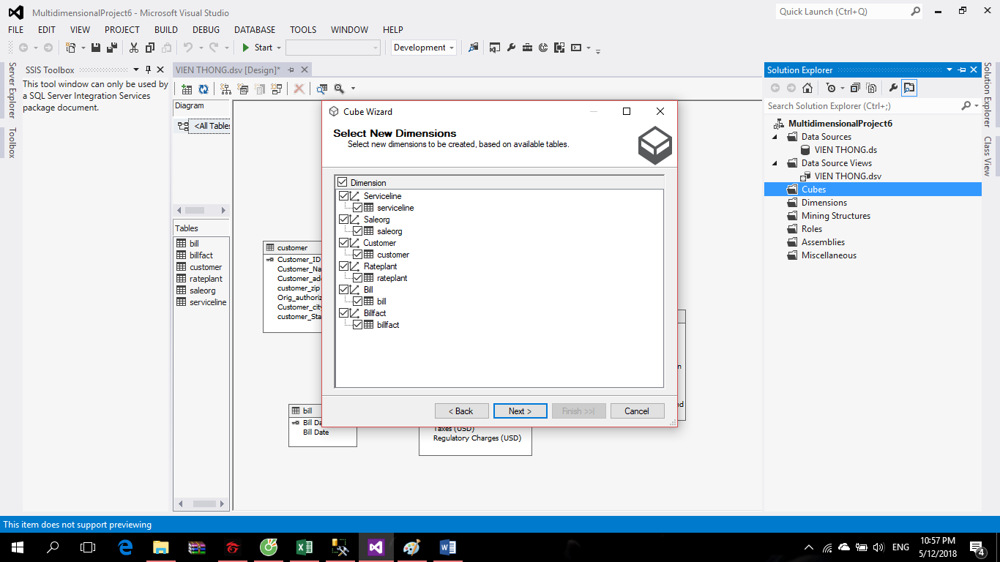 MultidimensionalProject6 - Microsoft Visual Studio
Quick Launch (Ctrl+Q)
FILE EDIT VIEW PROJECT BUILD DEBUG DATABASE TOOLS WINDOW HELP
Start Development
Server Explorer
Toolbox
SSIS Toolbox
This tool window can only be used by
a SQL Server Integration Services
package document.
VIEN THONG.dsv [Design]*
Diagram
<All Tables
Tables
bill
billfact
customer
rateplant
saleorg
serviceline
customer
Customer_ID
Customer_Na
Customer_add
customer_zip
Orig_authoriz
Customer_city
customer_Sta
bill
Bill Da
Bill Date
Taxes (USD)
Regulatory Charges (USD)
Cube Wizard
Select New Dimensions
Select new dimensions to be created, based on available tables.
Dimension
Serviceline
serviceline
Saleorg
saleorg
Customer
customer
Rateplant
rateplant
Bill
bill
Billfact
billfact
< Back Next > Finish >>| Cancel
Solution Explorer
Search Solution Explorer (Ctrl+;)
MultidimensionalProject6
Data Sources
VIEN THONG.ds
Data Source Views
VIEN THONG.dsv
Cubes
Dimensions
Mining Structures
Roles
Assemblies
Miscellaneous
Solution Explorer
Class View
This item does not support previewing
ENG
10:57 PM
5/12/2018
4